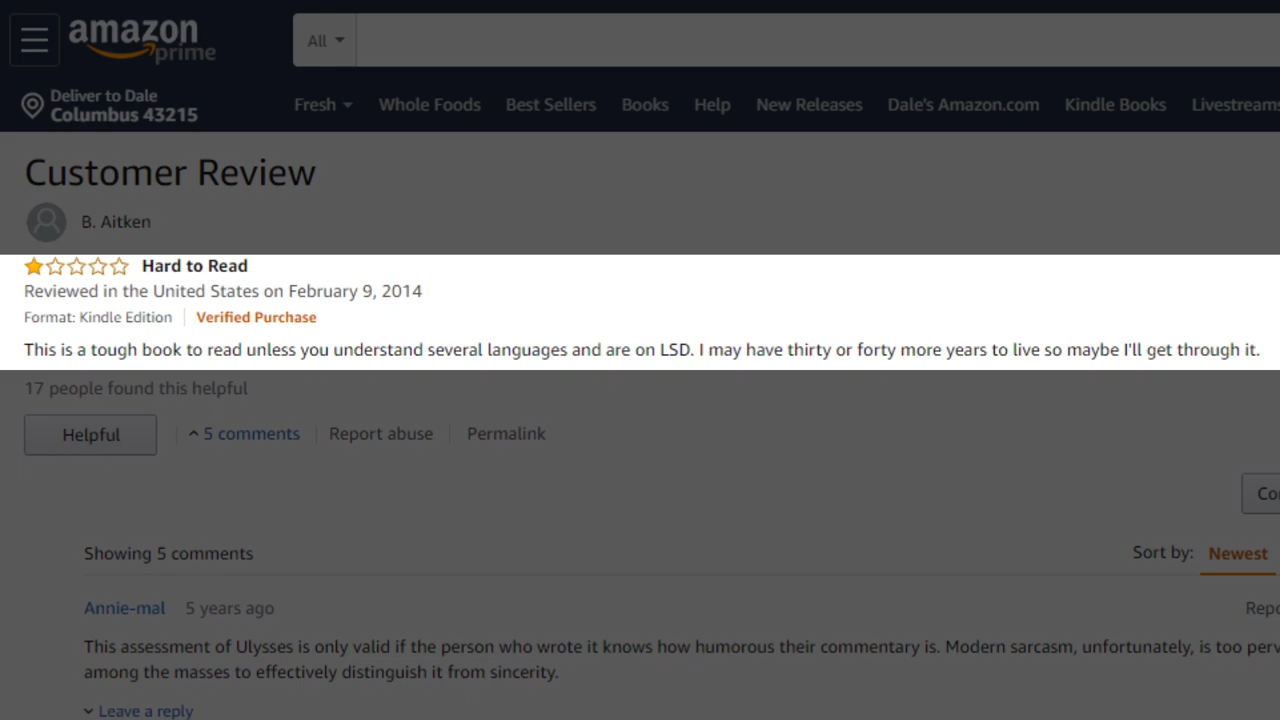 amazon
prime
All
Deliver to Dale
Columbus 43215
Fresh Whole Foods Best Sellers Books Help New Releases Dale's Amazon.com Kindle Books Livestreams
Customer Review
B. Aitken
Hard to Read
Reviewed in the United States on February 9, 2014
Format: Kindle Edition Verified Purchase
This is a tough book to read unless you understand several languages and are on LSD. I may have thirty or forty more years to live so maybe I'll get through it.
17 people found this helpful
Helpful 5 comments Report abuse Permalink
Showing 5 comments Sort by: Newest
Annie-mal 5 years ago
This assessment of Ulysses is only valid if the person who wrote it knows how humorous their commentary is. Modern sarcasm, unfortunately, is too
among the masses to effectively distinguish it from sincerity.
Leave a reply